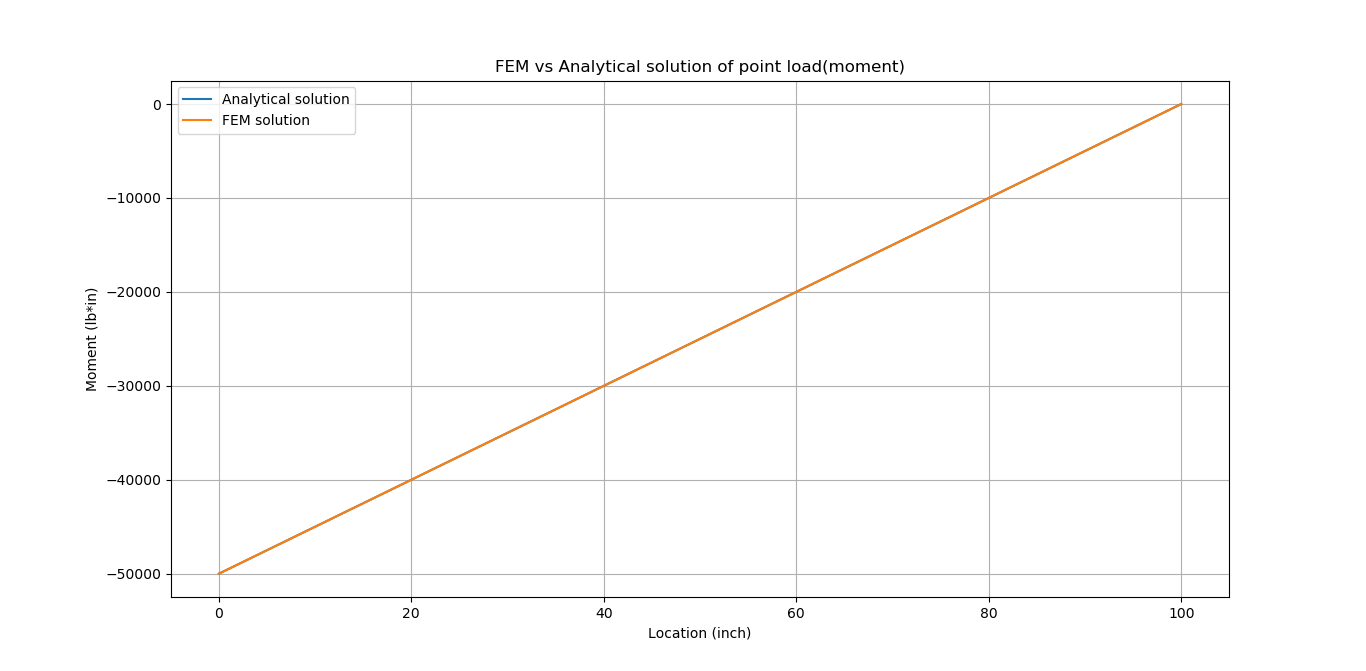 FEM vs Analytical solution of point load(moment)
Analytical solution
FEM solution
0
−10000
−20000
−30000
−40000
−50000
Moment (lb*in)
0 20 40 60 80 100
Location (inch)